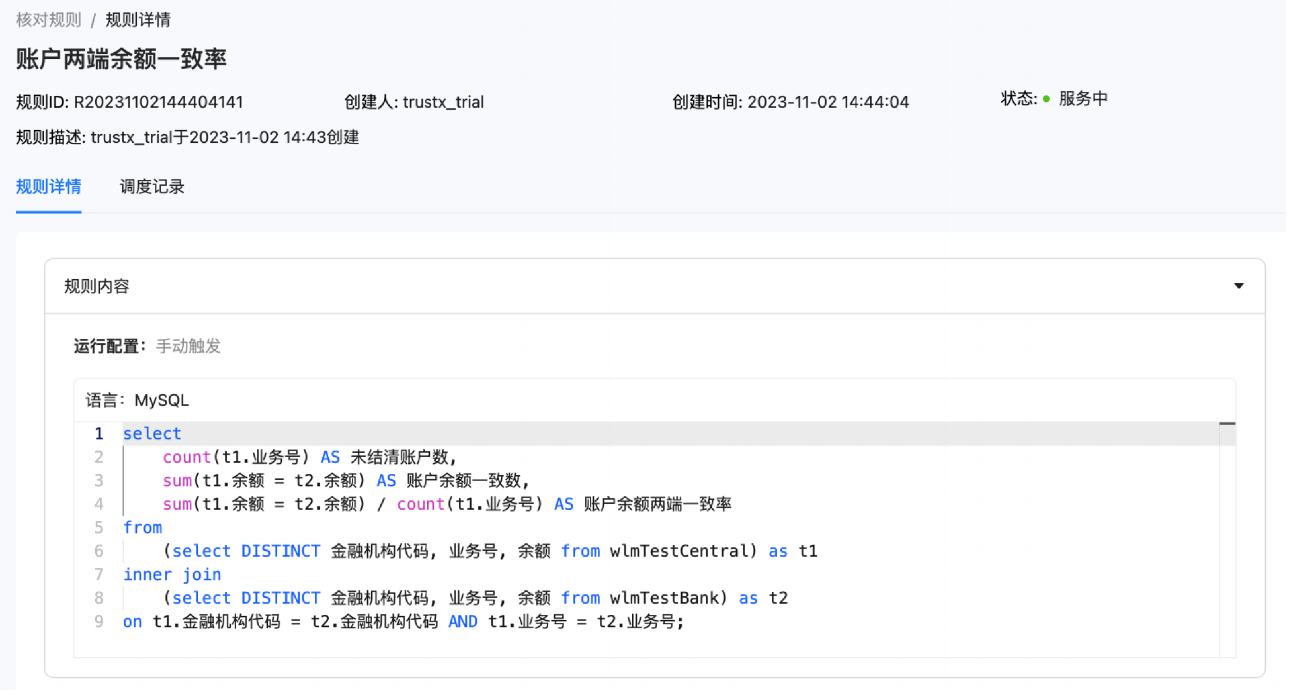 核对规则 / 规则详情
账户两端余额一致率
规则ID: R20231102144404141 创建人: trustx_trial 创建时间: 2023-11-02 14:44:04 状态: 服务中
规则描述: trustx_trial于2023-11-02 14:43创建
规则详情 调度记录
规则内容
运行配置： 手动触发
语言：MySQL
1 select
2 count(t1.业务号) AS 未结清账户数,
3 sum(t1.余额 = t2.余额) AS 账户余额一致数,
4 sum(t1.余额 = t2.余额) / count(t1.业务号) AS 账户余额两端一致率
5 from
6 (select DISTINCT 金融机构代码, 业务号, 余额 from wlmTestCentral) as t1
7 inner join
8 (select DISTINCT 金融机构代码, 业务号, 余额 from wlmTestBank) as t2
9 on t1.金融机构代码 = t2.金融机构代码 AND t1.业务号 = t2.业务号;